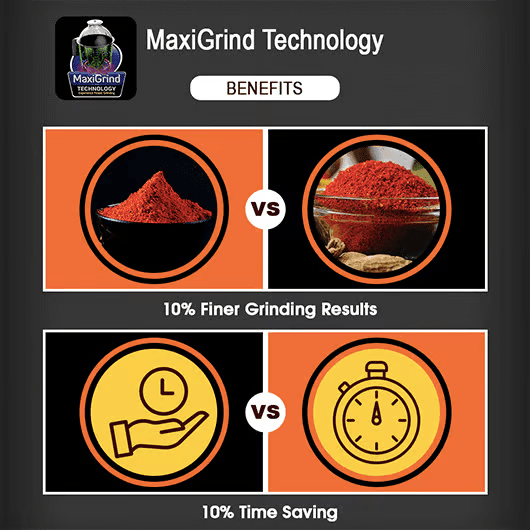 MaxiGrind Technology
MaxiGrind
TECHNOLOGY
BENEFITS
VS
10% Finer Grinding Results
VS
10% Time Saving